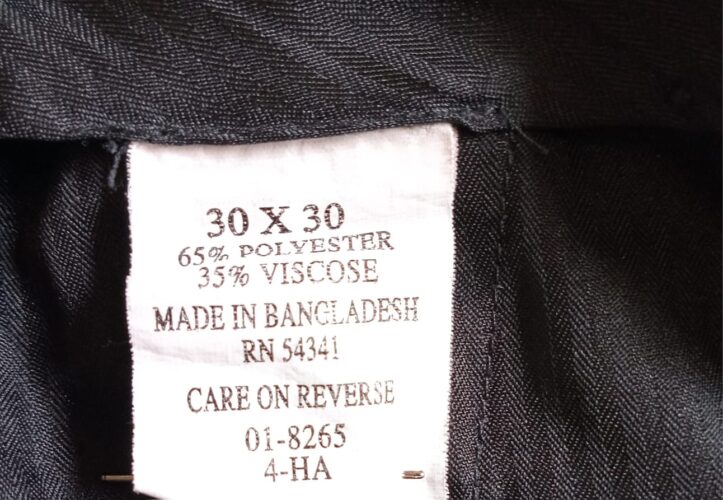 30 X 30
65% POLYESTER
35% VISCOSE
MADE IN BANGLADESH
RN 54341
CARE ON REVERSE
01-8265
4-HA